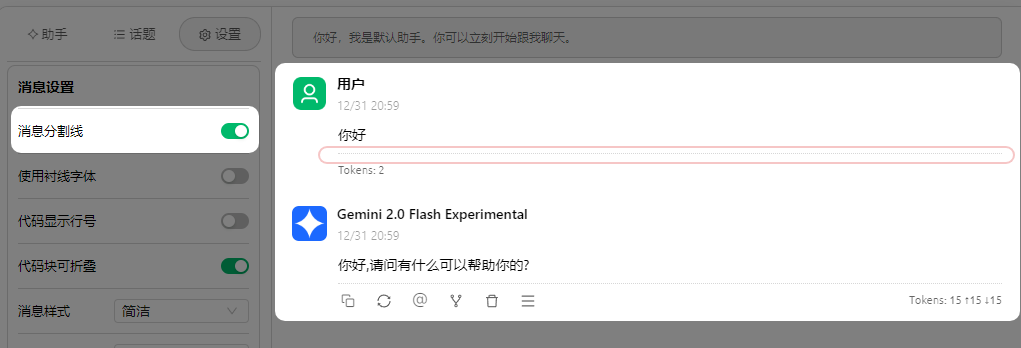 助手
话题
设置
消息设置
消息分割线
使用衬线字体
代码显示行号
代码块可折叠
消息样式
简洁
你好，我是默认助手。你可以立刻开始跟我聊天。
用户
12/31 20:59
你好
Tokens: 2
Gemini 2.0 Flash Experimental
12/31 20:59
你好,请问有什么可以帮助你的?
@
Tokens: 15 ↑15 ↓15